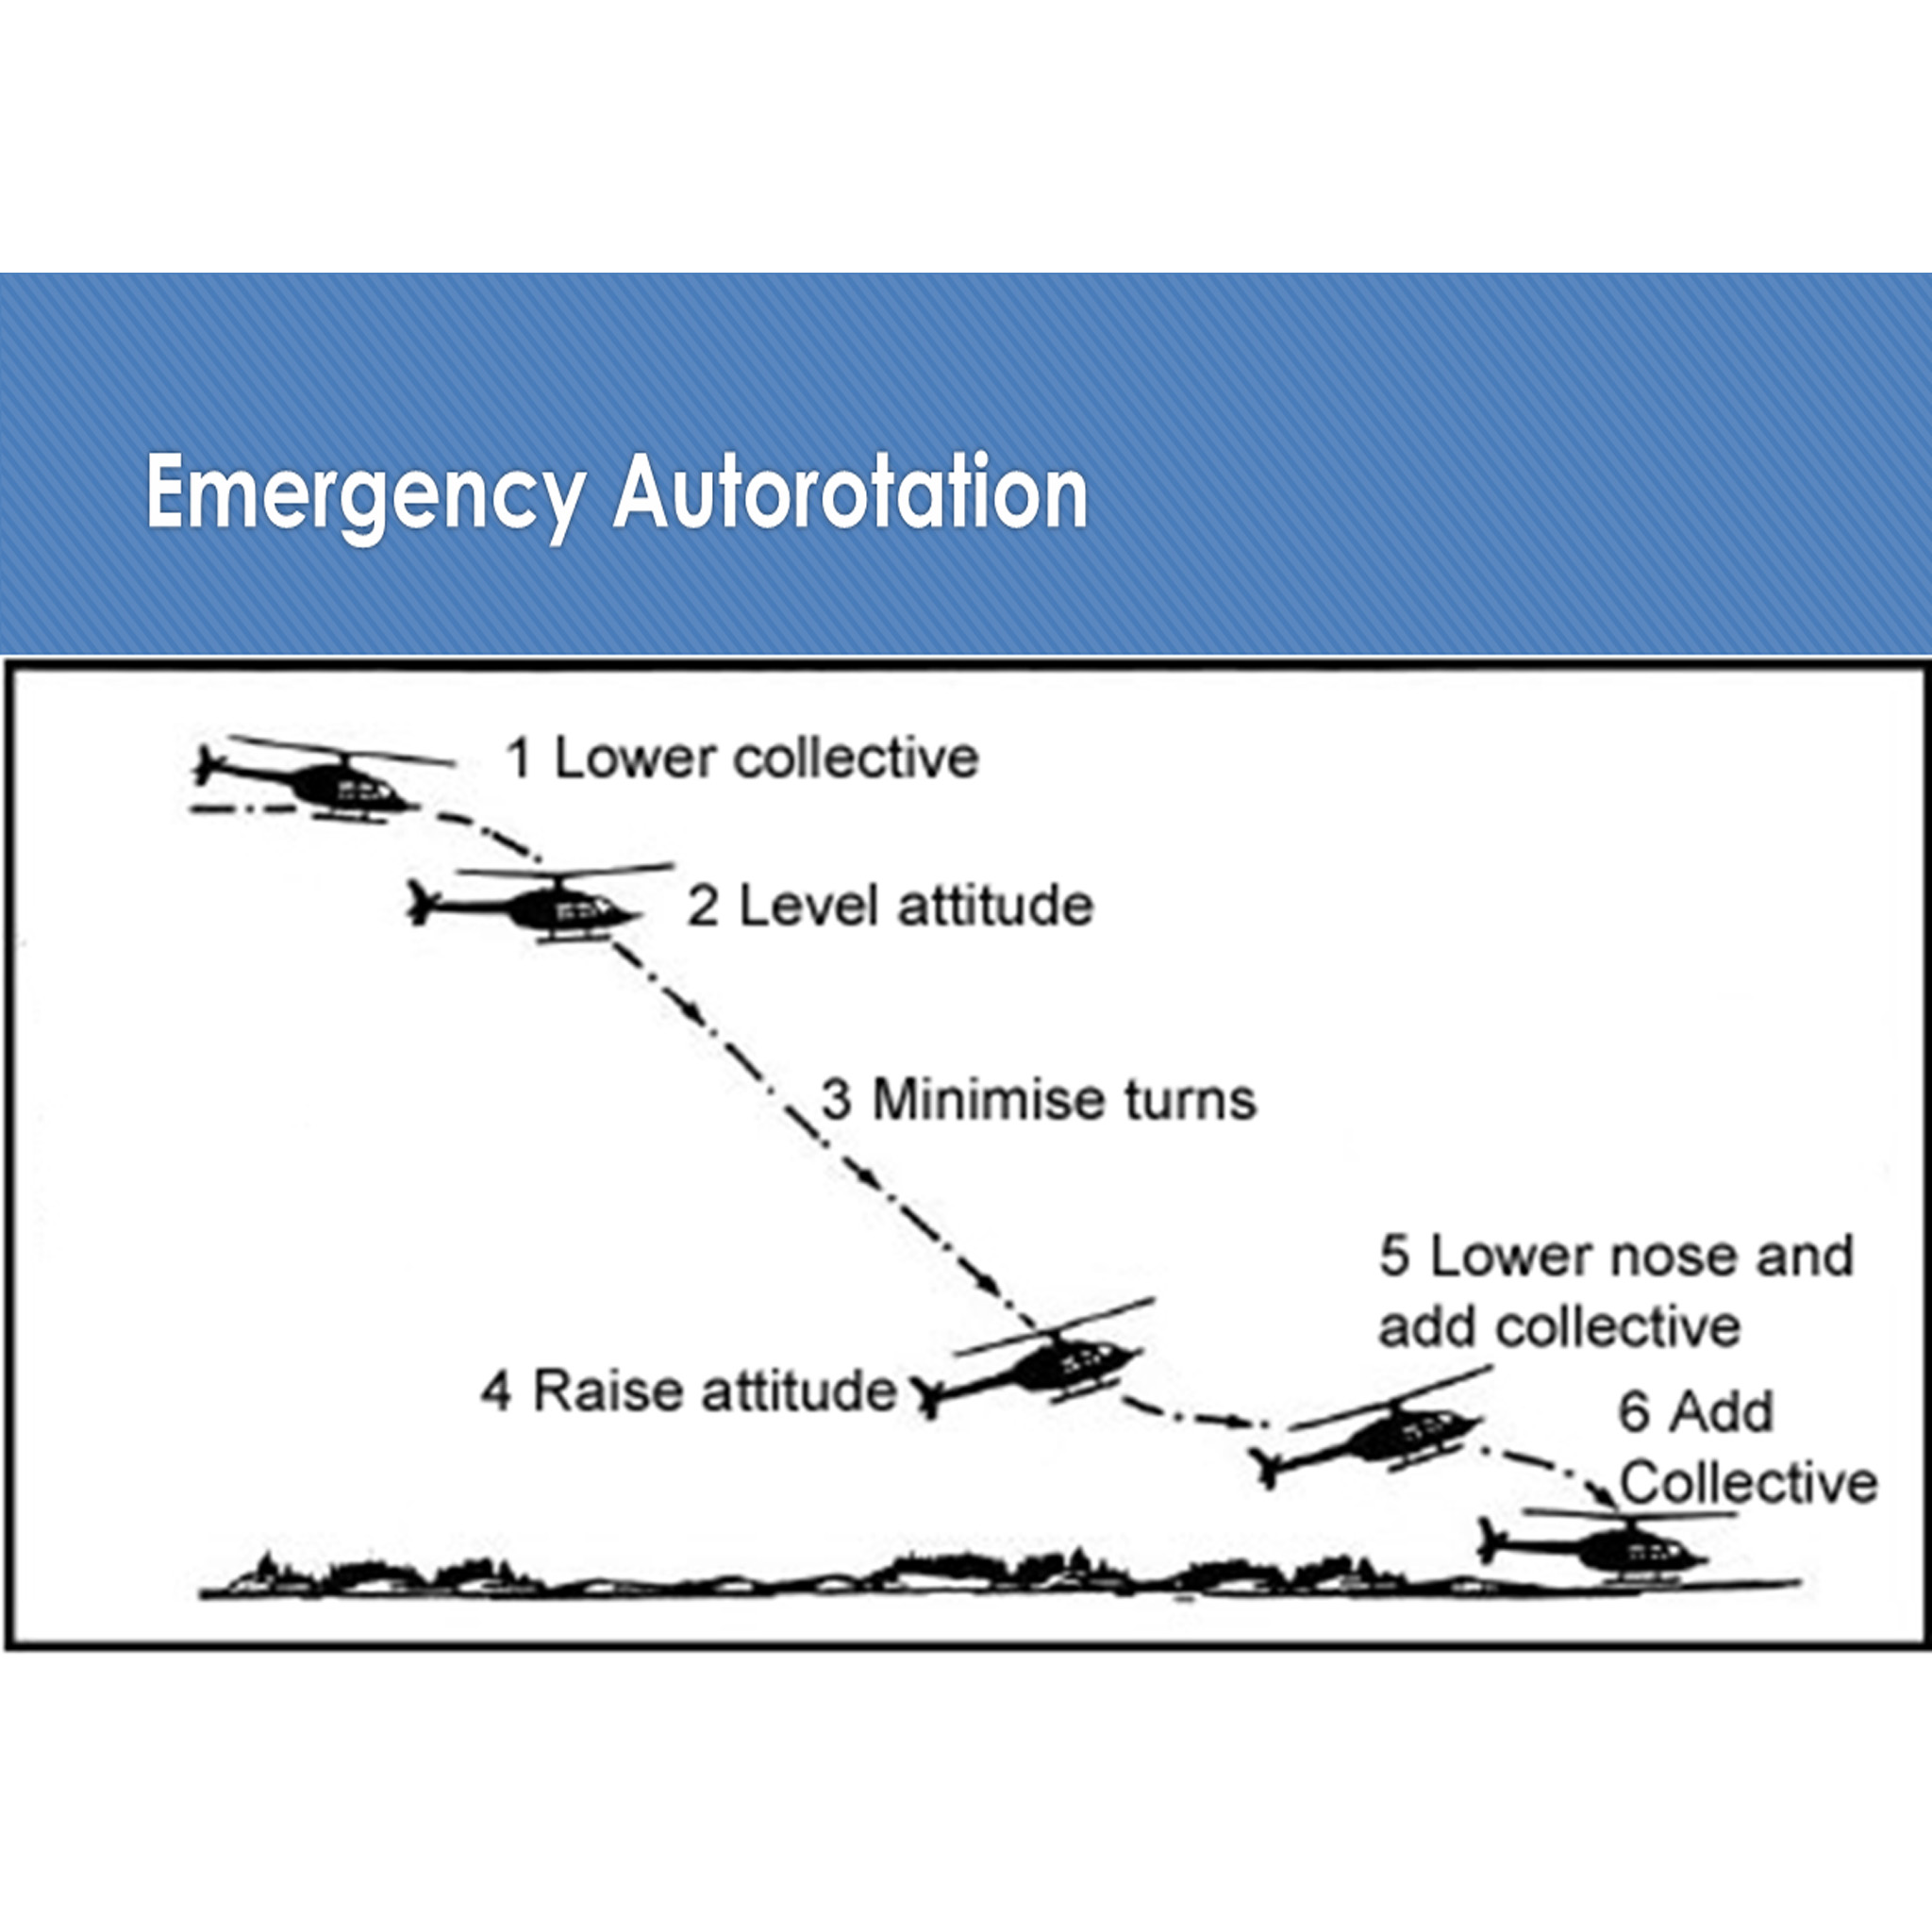 Emergency Autorotation
1 Lower collective
2 Level attitude
3 Minimise turns
4 Raise attitude
5 Lower nose and
add collective
6 Add
Collective